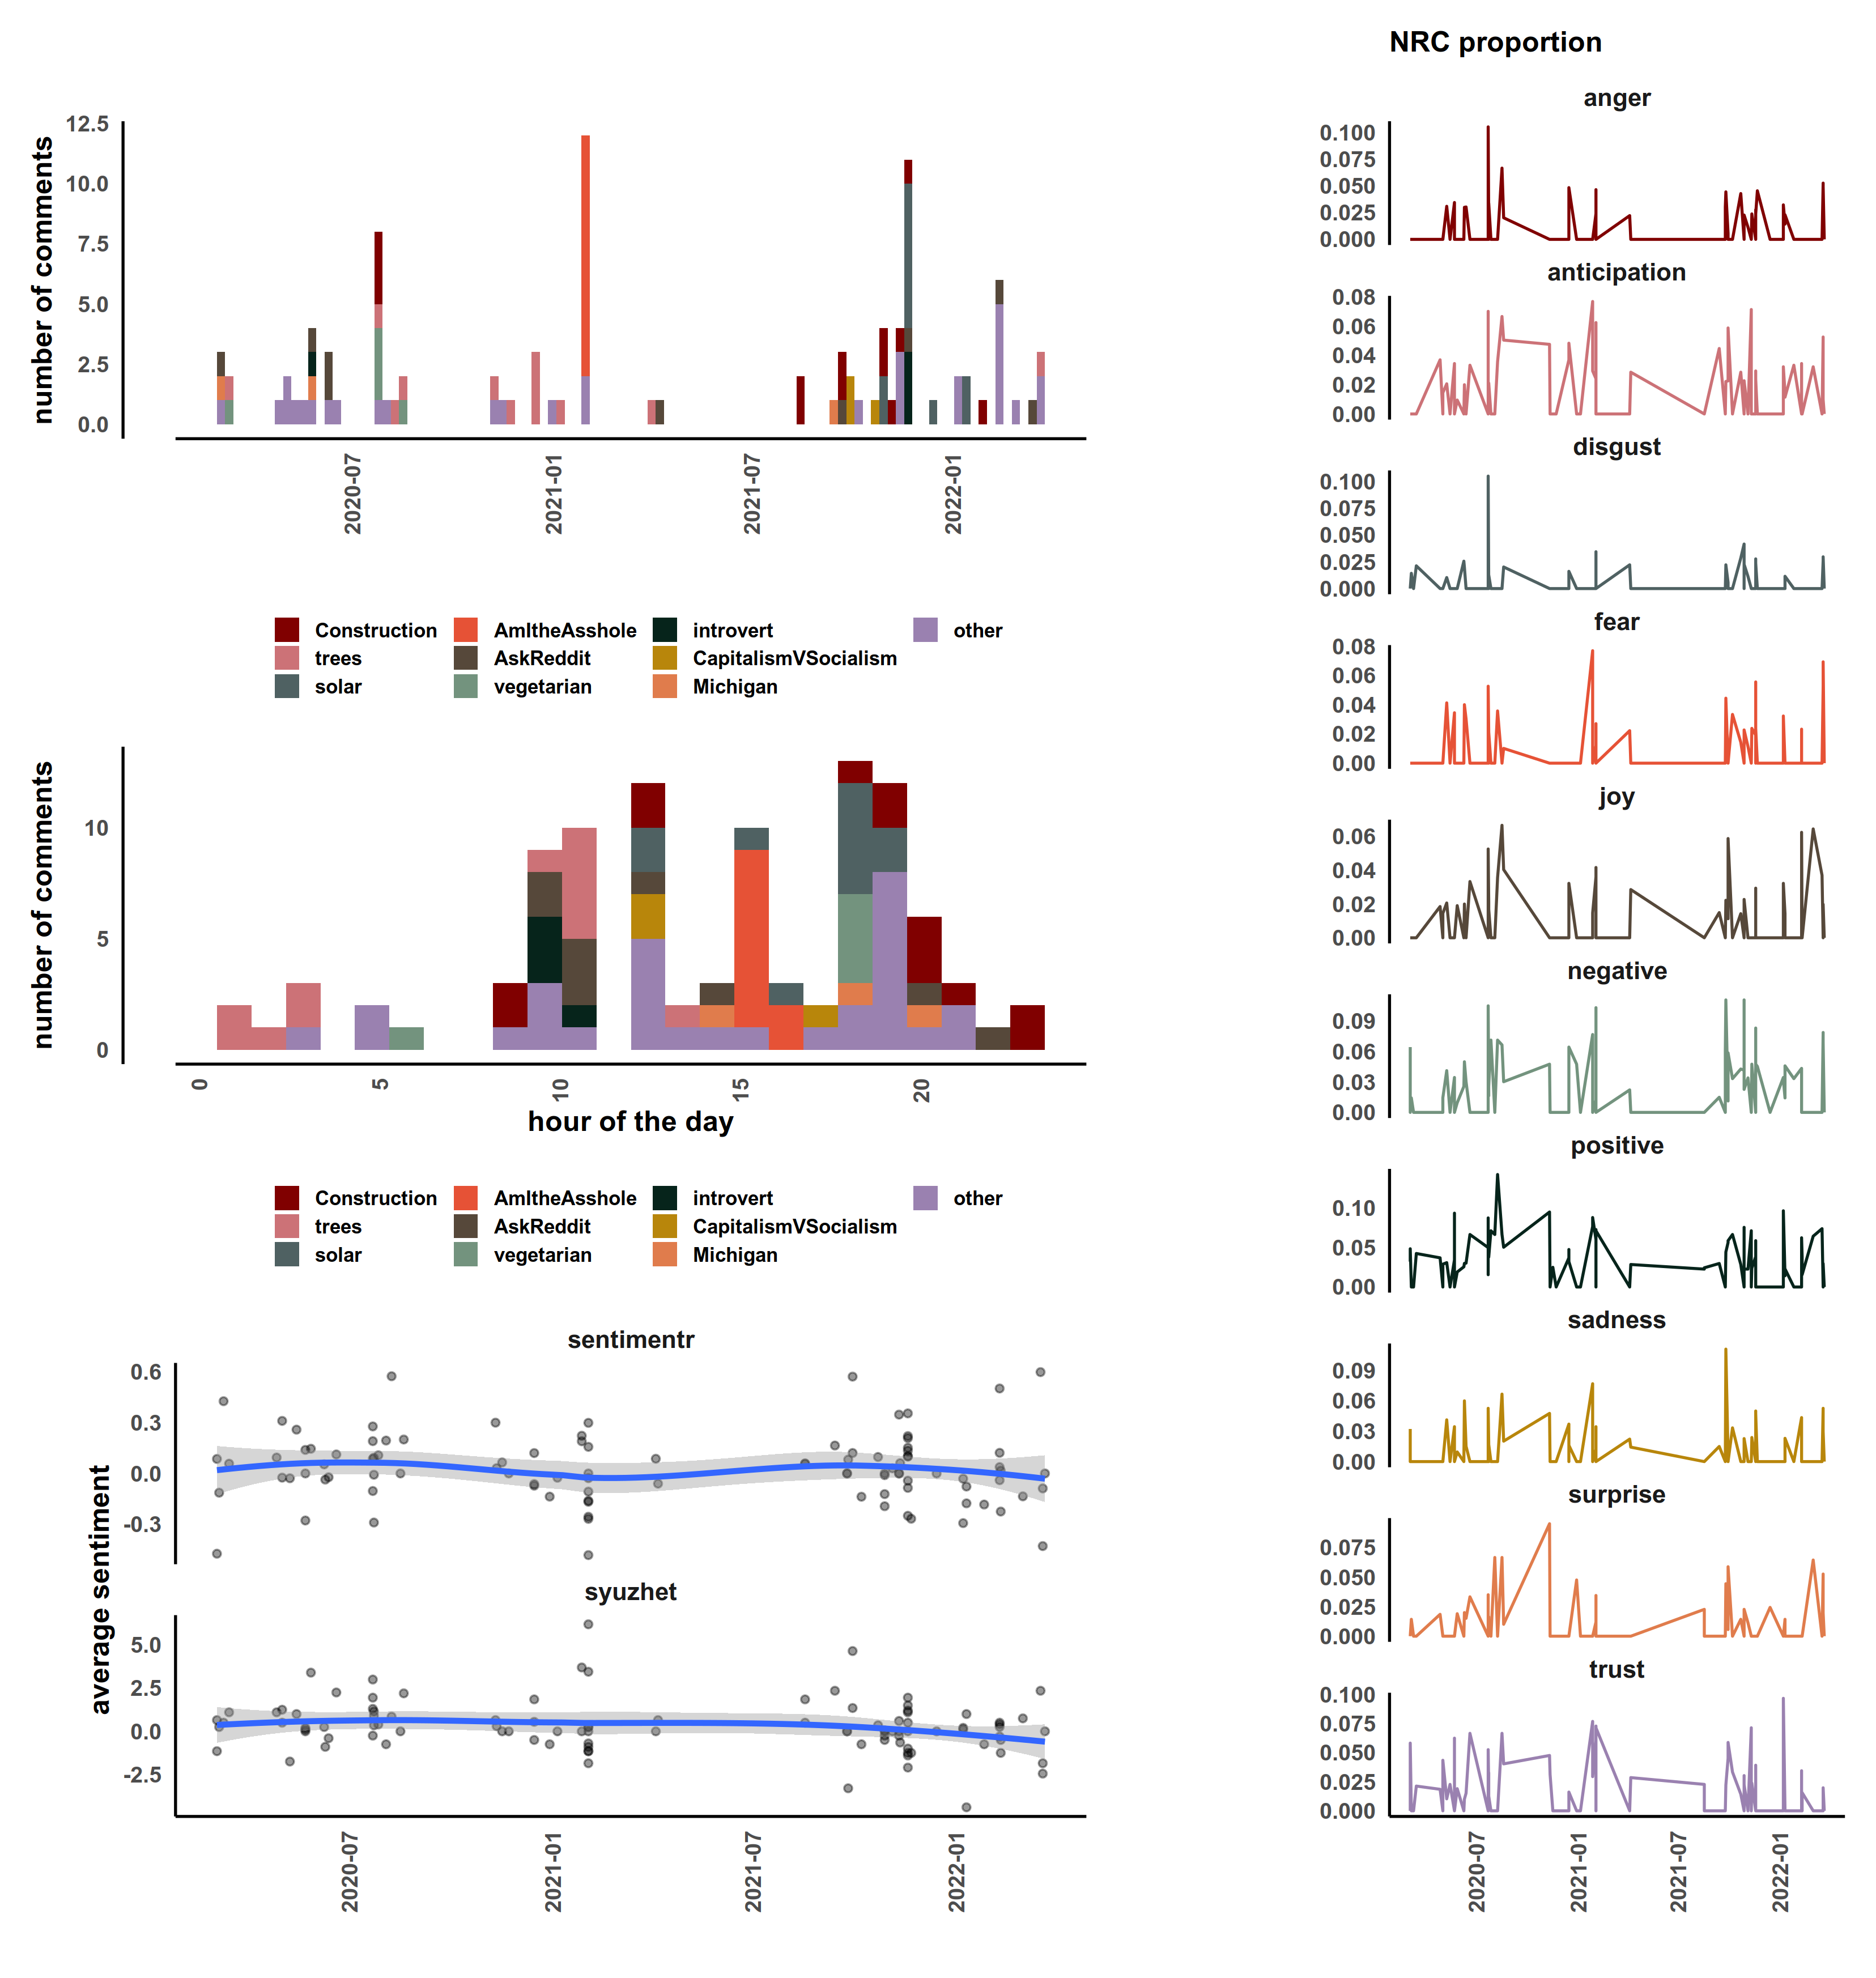 NRC proportion
number of comments
12.5
10.0
7.5
5.0
2.5
0.0
2020-07
2021-01
2021-07
2022-01
Construction
trees
solar
AmItheAsshole
AskReddit
vegetarian
introvert
CapitalismVSocialism
Michigan
other
number of comments
10
5
0
0
5
10
15
20
hour of the day
Construction
trees
solar
AmItheAsshole
AskReddit
vegetarian
introvert
CapitalismVSocialism
Michigan
other
average sentiment
sentimentr
0.6
0.3
0.0
-0.3
syuzhet
5.0
2.5
0.0
-2.5
2020-07
2021-01
2021-07
2022-01
anger
0.100
0.075
0.050
0.025
0.000
anticipation
0.08
0.06
0.04
0.02
0.00
disgust
0.100
0.075
0.050
0.025
0.000
fear
0.08
0.06
0.04
0.02
0.00
joy
0.06
0.04
0.02
0.00
negative
0.09
0.06
0.03
0.00
positive
0.10
0.05
0.00
sadness
0.09
0.06
0.03
0.00
surprise
0.075
0.050
0.025
0.000
trust
0.100
0.075
0.050
0.025
0.000
2020-07
2021-01
2021-07
2022-01